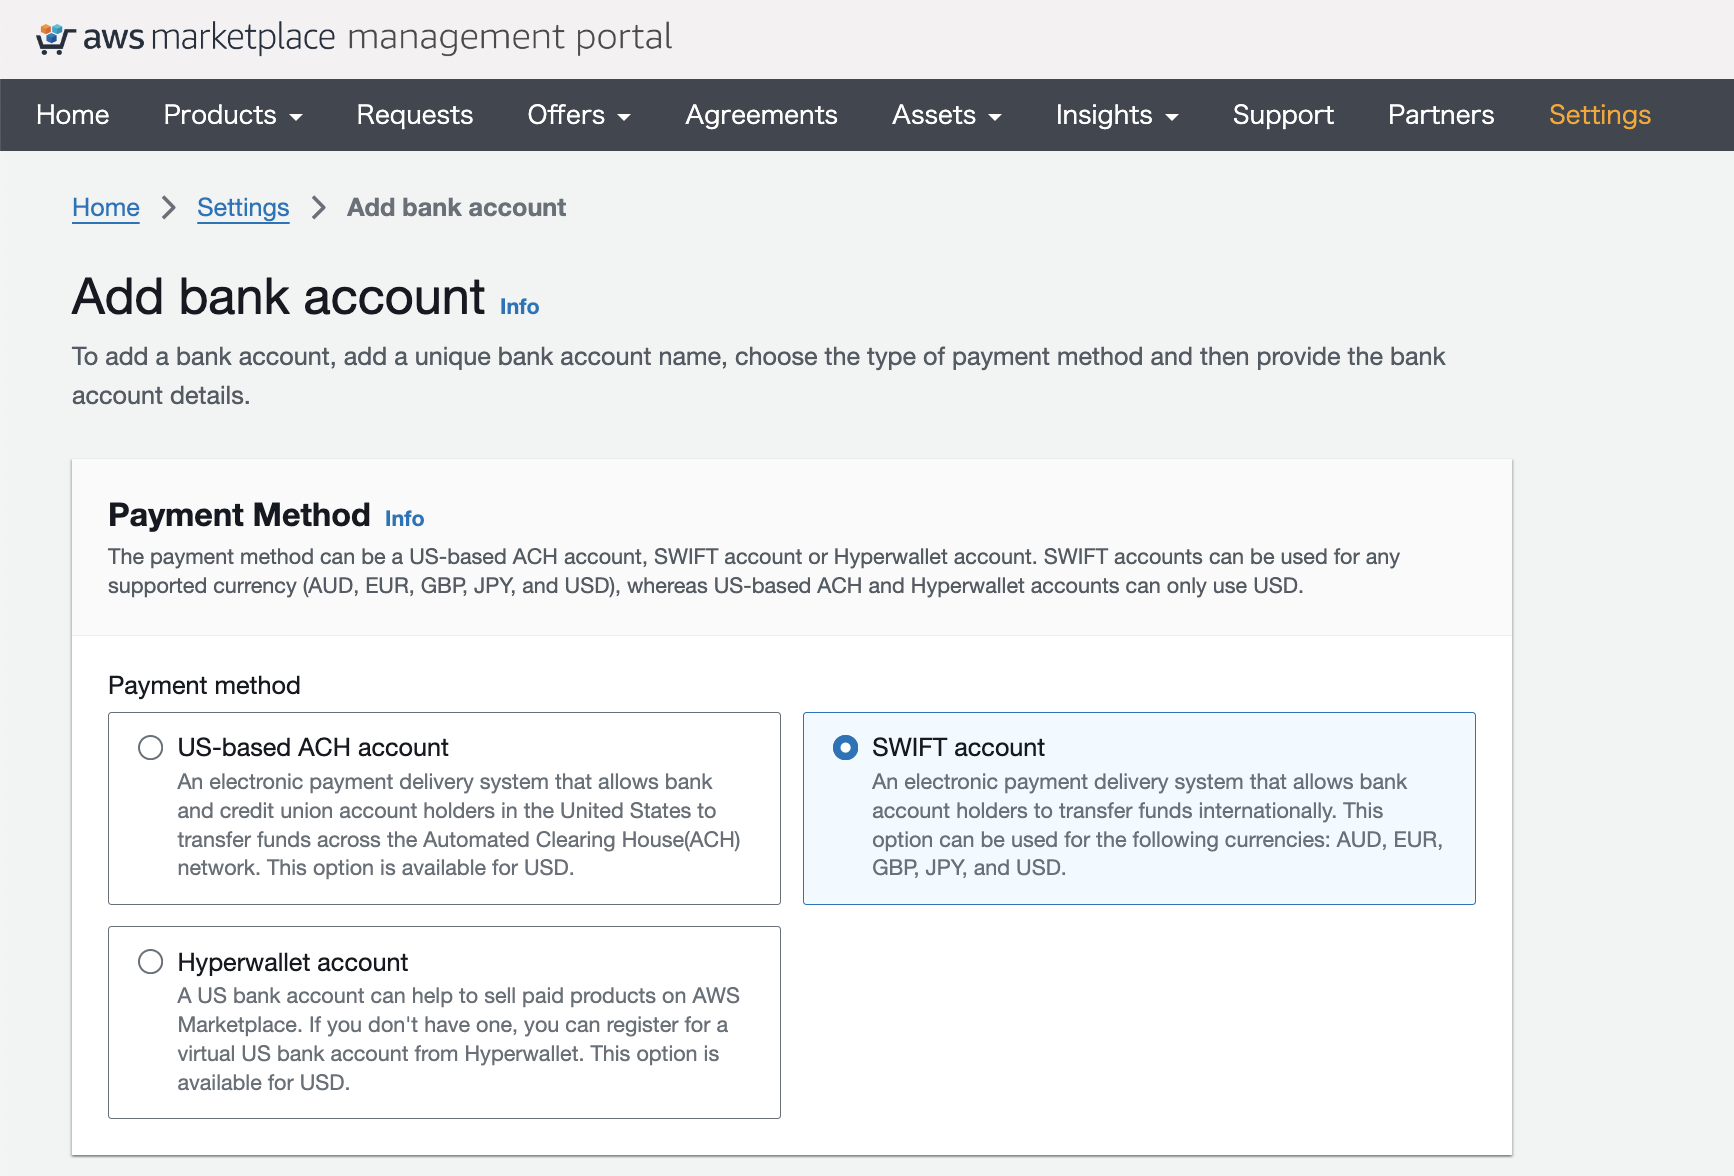 aws marketplace management portal
Home Products Requests Offers Agreements Assets Insights Support Partners Settings
Home Settings Add bank account
Add bank account Info
To add a bank account, add a unique bank account name, choose the type of payment method and then provide the bank
account details.
Payment Method Info
The payment method can be a US-based ACH account, SWIFT account or Hyperwallet account. SWIFT accounts can be used for any
supported currency (AUD, EUR, GBP, JPY, and USD), whereas US-based ACH and Hyperwallet accounts can only use USD.
Payment method
US-based ACH account
An electronic payment delivery system that allows bank
and credit union account holders in the United States to
transfer funds across the Automated Clearing House(ACH)
network. This option is available for USD.
SWIFT account
An electronic payment delivery system that allows bank
account holders to transfer funds internationally. This
option can be used for the following currencies: AUD, EUR,
GBP, JPY, and USD.
Hyperwallet account
A US bank account can help to sell paid products on AWS
Marketplace. If you don't have one, you can register for a
virtual US bank account from Hyperwallet. This option is
available for USD.